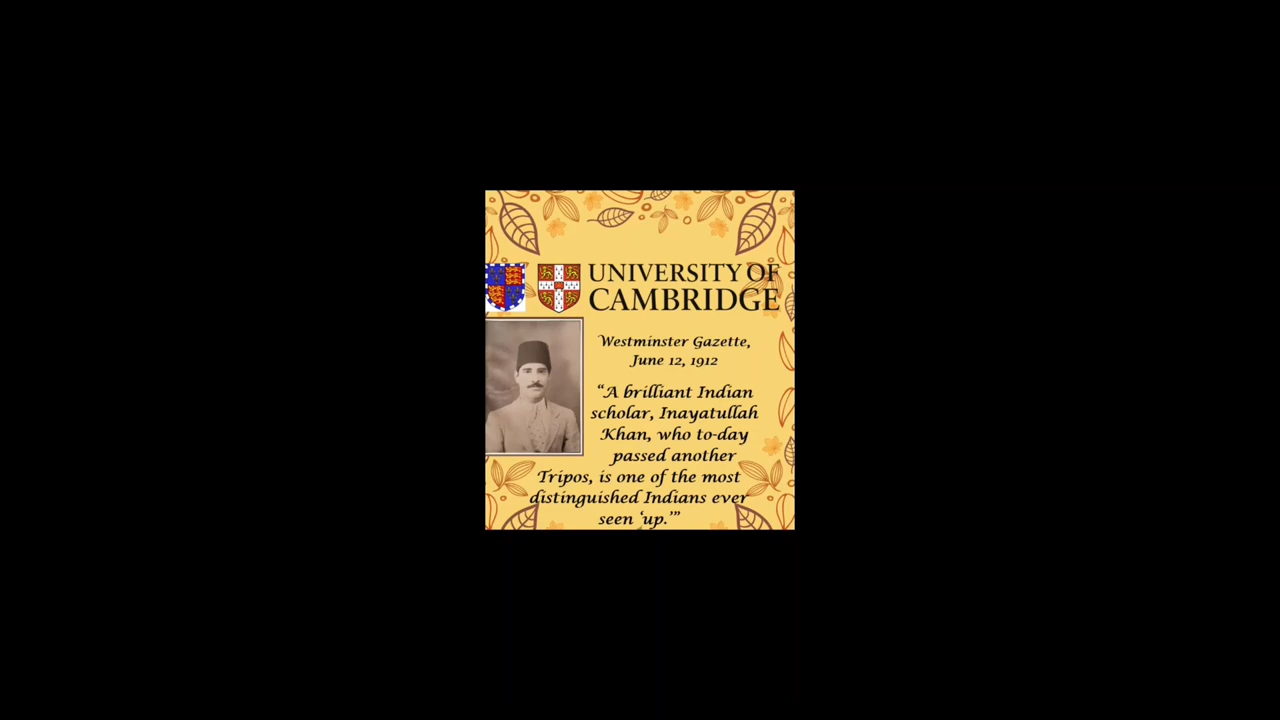 UNIVERSITY OF
CAMBRIDGE
Westminster Gazette,
June 12, 1912
“A brilliant Indian
scholar, Inayatullah
Khan, who to-day
passed another
Tripos, is one of the most
distinguished Indians ever
seen ‘up.’”